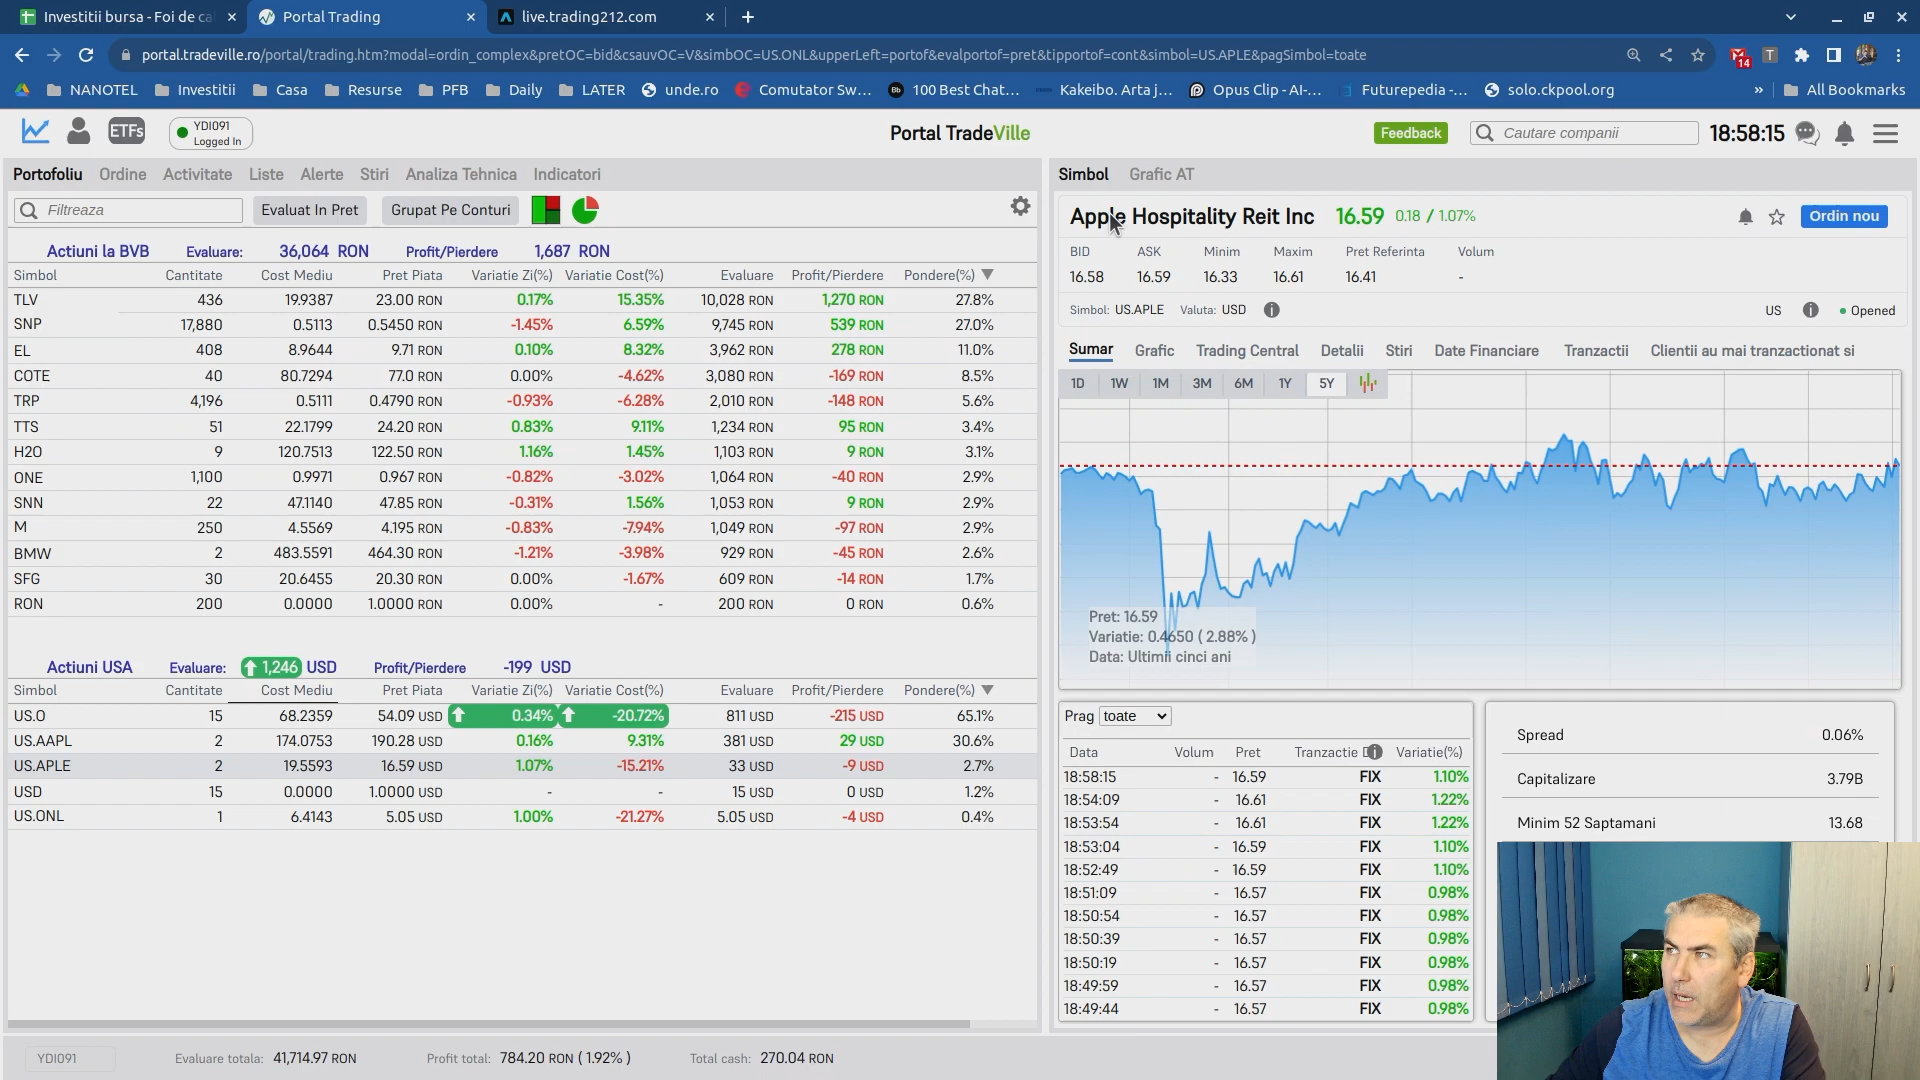 Investitii bursa - Foi de ca
Portal Trading
live.trading212.com
portal.tradeville.ro/portal/trading.htm?modal=ordin_complex&pretOC=bid&csauvOC=V&simbOC=US.ONL&upperLeft=portof&evalportof=pret&tipportof=cont&simbol=US.APLE&pagSimbol=toate
14
T
NANOTEL Investitii Casa Resurse PFB Daily LATER unde.ro Comutator Sw... Bb 100 Best Chat... Kakeibo. Arta j... Opus Clip - AI-... Futurepedia -... solo.ckpool.org » All Bookmarks
ETFs
YDI091
Logged In
Portal TradeVille
Feedback
Cautare companii
18:58:15
Portofoliu Ordine Activitate Liste Alerte Stiri Analiza Tehnica Indicatori
Filtreaza
Evaluat In Pret
Grupat Pe Conturi
Actiuni la BVB Evaluare: 36,064 RON Profit/Pierdere 1,687 RON
Simbol Cantitate Cost Mediu Pret Piata Variatie Zi(%) Variatie Cost(%) Evaluare Profit/Pierdere Pondere(%)
TLV 436 19.9387 23.00 RON 0.17% 15.35% 10,028 RON 1,270 RON 27.8%
SNP 17,880 0.5113 0.5450 RON -1.45% 6.59% 9,745 RON 539 RON 27.0%
EL 408 8.9644 9.71 RON 0.10% 8.32% 3,962 RON 278 RON 11.0%
COTE 40 80.7294 77.0 RON 0.00% -4.62% 3,080 RON -169 RON 8.5%
TRP 4,196 0.5111 0.4790 RON -0.93% -6.28% 2,010 RON -148 RON 5.6%
TTS 51 22.1799 24.20 RON 0.83% 9.11% 1,234 RON 95 RON 3.4%
H2O 9 120.7513 122.50 RON 1.16% 1.45% 1,103 RON 9 RON 3.1%
ONE 1,100 0.9971 0.967 RON -0.82% -3.02% 1,064 RON -40 RON 2.9%
SNN 22 47.1140 47.85 RON -0.31% 1.56% 1,053 RON 9 RON 2.9%
M 250 4.5569 4.195 RON -0.83% -7.94% 1,049 RON -97 RON 2.9%
BMW 2 483.5591 464.30 RON -1.21% -3.98% 929 RON -45 RON 2.6%
SFG 30 20.6455 20.30 RON 0.00% -1.67% 609 RON -14 RON 1.7%
RON 200 0.0000 1.0000 RON 0.00% - 200 RON 0 RON 0.6%
Actiuni USA Evaluare: 1,246 USD Profit/Pierdere -199 USD
Simbol Cantitate Cost Mediu Pret Piata Variatie Zi(%) Variatie Cost(%) Evaluare Profit/Pierdere Pondere(%)
US.O 15 68.2359 54.09 USD 0.34% -20.72% 811 USD -215 USD 65.1%
US.AAPL 2 174.0753 190.28 USD 0.16% 9.31% 381 USD 29 USD 30.6%
US.APLE 2 19.5593 16.59 USD 1.07% -15.21% 33 USD -9 USD 2.7%
USD 15 0.0000 1.0000 USD - - 15 USD 0 USD 1.2%
US.ONL 1 6.4143 5.05 USD 1.00% -21.27% 5.05 USD -4 USD 0.4%
YDI091 Evaluare totala: 41,714.97 RON Profit total: 784.20 RON ( 1.92% ) Total cash: 270.04 RON
Simbol Grafic AT
Apple Hospitality Reit Inc 16.59 0.18 / 1.07%
Ordin nou
BID ASK Minim Maxim Pret Referinta Volum
16.58 16.59 16.33 16.61 16.41 -
Simbol: US.APLE Valuta: USD US Opened
Sumar Grafic Trading Central Detalii Stiri Date Financiare Tranzactii Clientii au mai tranzactionat si
1D 1W 1M 3M 6M 1Y 5Y
Pret: 16.59
Variatie: 0.4650 ( 2.88% )
Data: Ultimii cinci ani
Prag toate
Data Volum Pret Tranzactie Variatie(%)
18:58:15 - 16.59 FIX 1.10%
18:54:09 - 16.61 FIX 1.22%
18:53:54 - 16.61 FIX 1.22%
18:53:04 - 16.59 FIX 1.10%
18:52:49 - 16.59 FIX 1.10%
18:51:09 - 16.57 FIX 0.98%
18:50:54 - 16.57 FIX 0.98%
18:50:39 - 16.57 FIX 0.98%
18:50:19 - 16.57 FIX 0.98%
18:49:59 - 16.57 FIX 0.98%
18:49:44 - 16.57 FIX 0.98%
Spread 0.06%
Capitalizare 3.79B
Minim 52 Saptamani 13.68